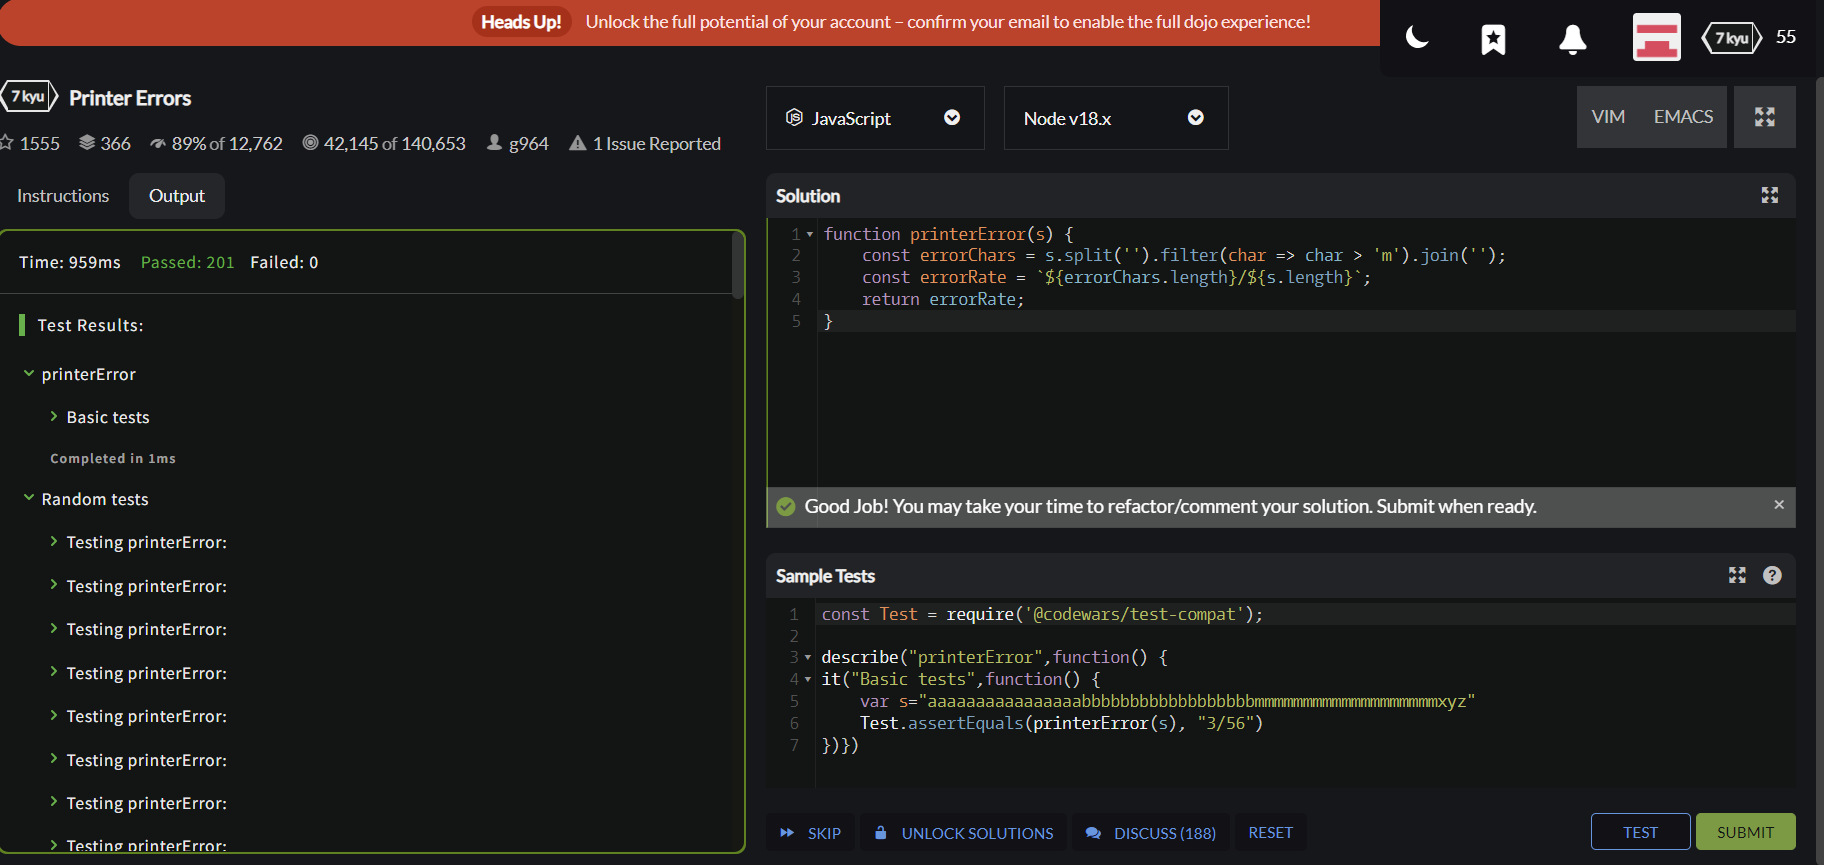 Heads Up! Unlock the full potential of your account – confirm your email to enable the full dojo experience!
7 kyu 55
7 kyu Printer Errors
1555 366 89% of 12,762 42,145 of 140,653 g964 1 Issue Reported
Instructions Output
Time: 959ms Passed: 201 Failed: 0
Test Results:
printerError
Basic tests
Completed in 1ms
Random tests
Testing printerError:
Testing printerError:
Testing printerError:
Testing printerError:
Testing printerError:
Testing printerError:
Testing printerError:
Testing printerError:
JavaScript Node v18.x VIM EMACS
Solution
1 function printerError(s) {
2 const errorChars = s.split('').filter(char => char > 'm').join('');
3 const errorRate = `${errorChars.length}/${s.length}`;
4 return errorRate;
5 }
Good Job! You may take your time to refactor/comment your solution. Submit when ready.
Sample Tests
1 const Test = require('@codewars/test-compat');
2
3 describe("printerError",function() {
4 it("Basic tests",function() {
5 var s="aaaaaaaaaaaaaaaabbbbbbbbbbbbbbbbbbmmmmmmmmmmmmmmmmmmmxyz"
6 Test.assertEquals(printerError(s), "3/56")
7 })})
SKIP UNLOCK SOLUTIONS DISCUSS (188) RESET TEST SUBMIT